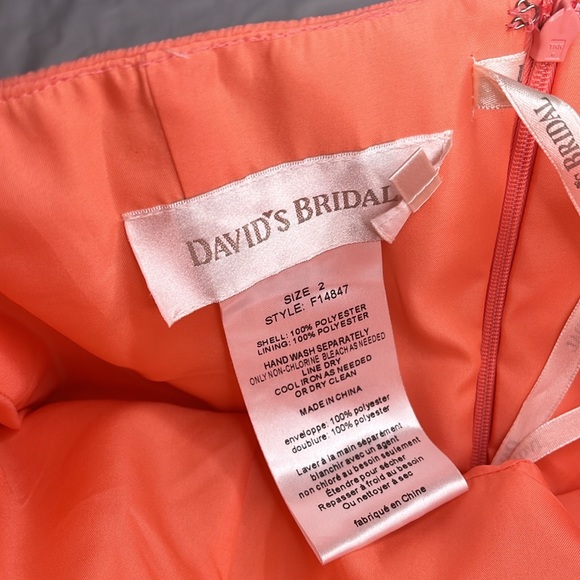 DAVID'S BRIDAL
SIZE 2
STYLE: F14847
SHELL: 100% POLYESTER
LINING: 100% POLYESTER
HAND WASH SEPARATELY
ONLY NON-CHLORINE BLEACH AS NEEDED
LINE DRY
COOL IRON AS NEEDED
OR DRY CLEAN
MADE IN CHINA
enveloppe: 100% polyester
doublure: 100% polyester
Laver à la main séparément
blanchir avec un agent
non chloré au besoin seulement
Étendre pour sécher
Repasser à froid au besoin
Ou nettoyer à sec
fabriqué en Chine
BRIDAL